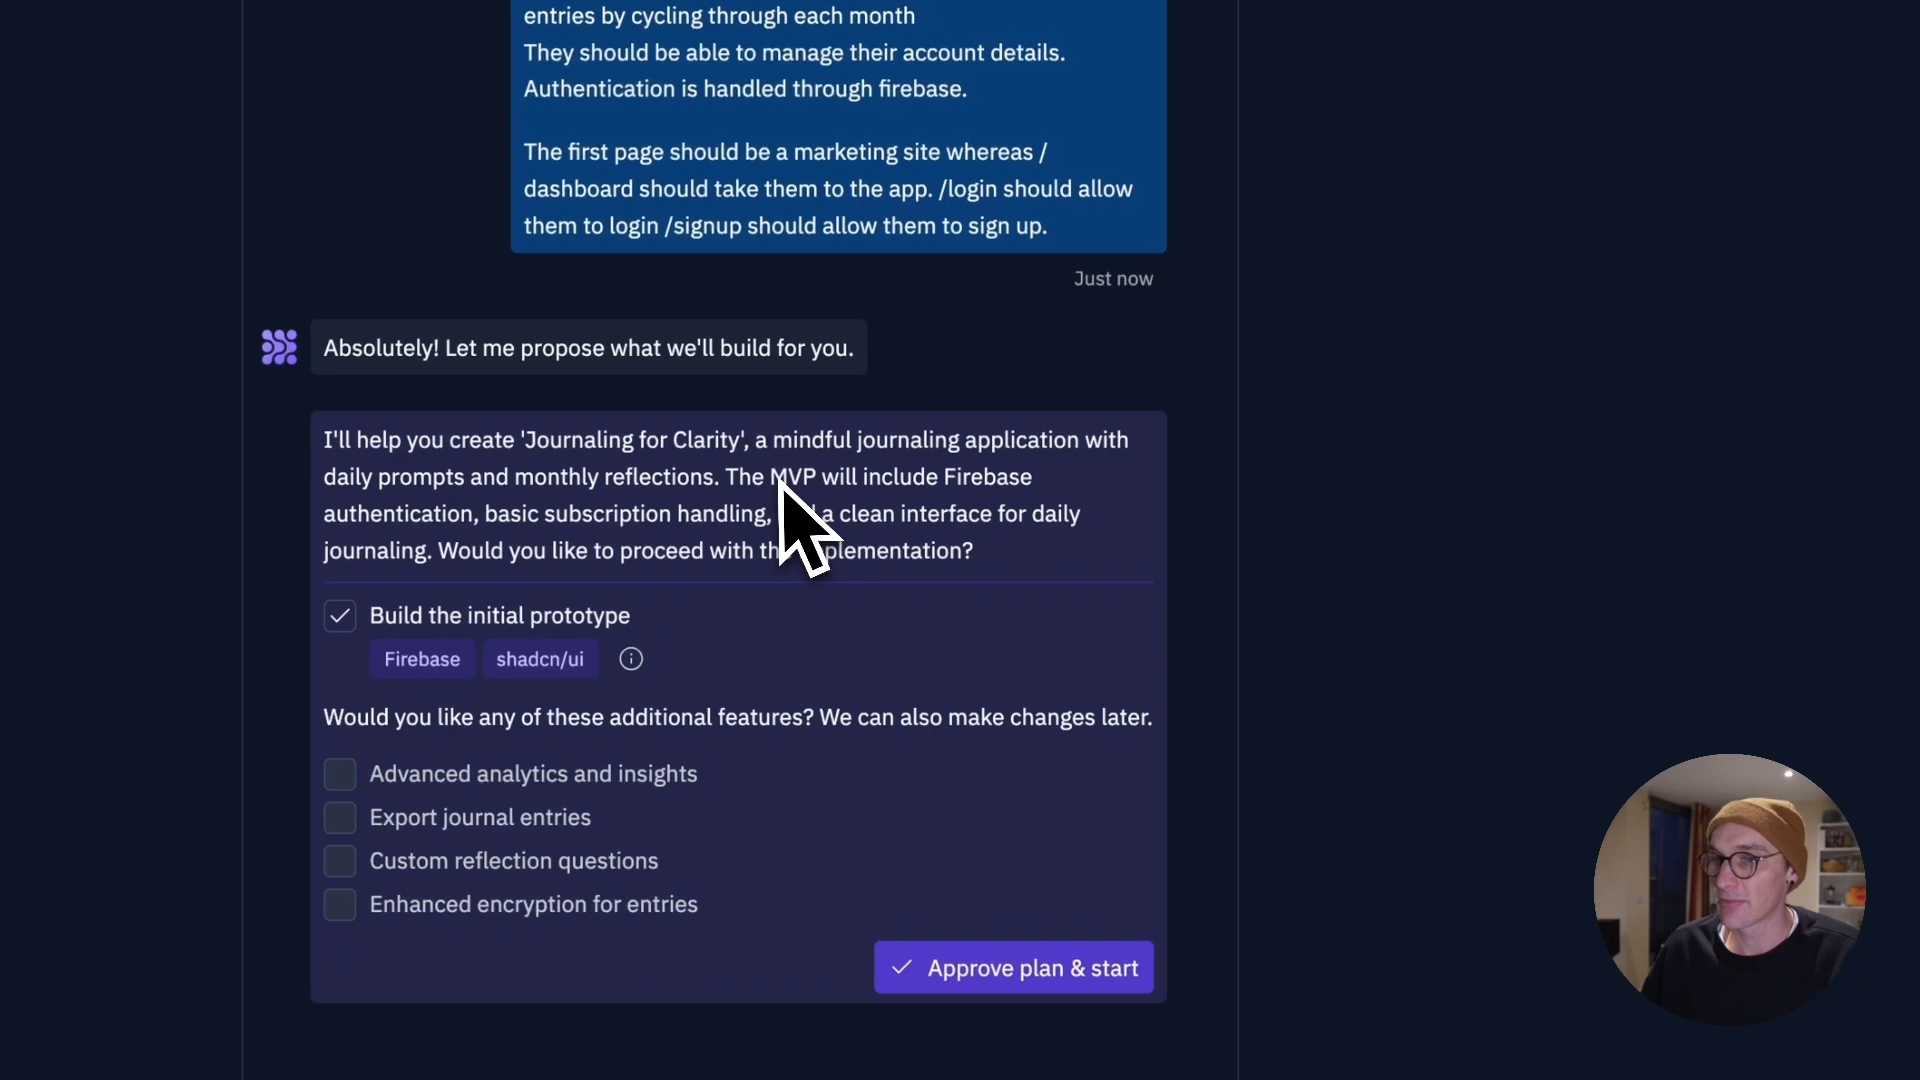 entries by cycling through each month
They should be able to manage their account details.
Authentication is handled through firebase.
The first page should be a marketing site whereas /
dashboard should take them to the app. /login should allow
them to login /signup should allow them to sign up.
Just now
Absolutely! Let me propose what we'll build for you.
I'll help you create 'Journaling for Clarity', a mindful journaling application with
daily prompts and monthly reflections. The MVP will include Firebase
authentication, basic subscription handling, a clean interface for daily
journaling. Would you like to proceed with
Build the initial prototype
Firebase shadcn/ui
Would you like any of these additional features? We can also make changes later.
Advanced analytics and insights
Export journal entries
Custom reflection questions
Enhanced encryption for entries
Approve plan & start